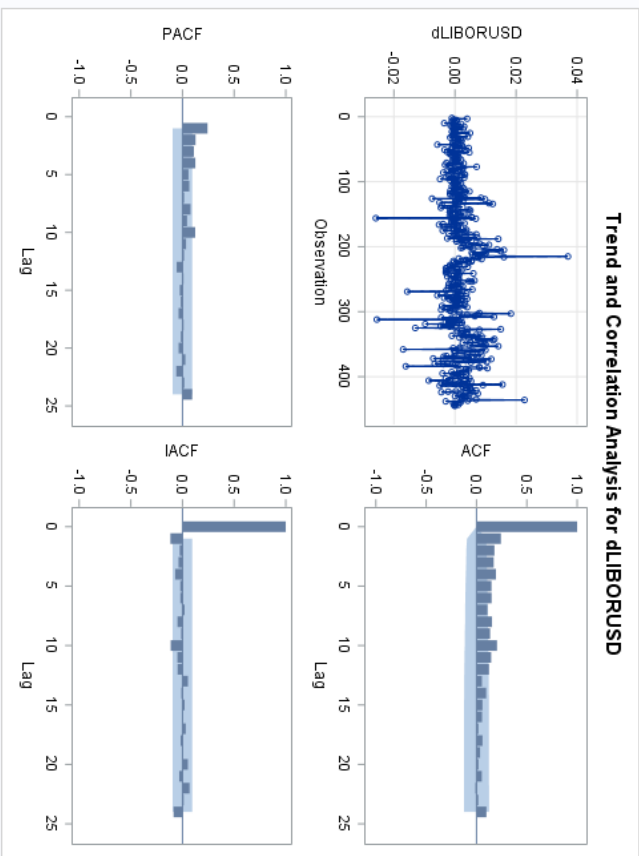 Trend and Correlation Analysis for dLIBORUSD
dLIBORUSD
0.04
0.02
0.00
-0.02
0 100 200 300 400
Observation
ACF
1.0
0.5
0.0
-0.5
-1.0
0 5 10 15 20 25
Lag
PACF
1.0
0.5
0.0
-0.5
-1.0
0 5 10 15 20 25
Lag
IACF
1.0
0.5
0.0
-0.5
-1.0
0 5 10 15 20 25
Lag